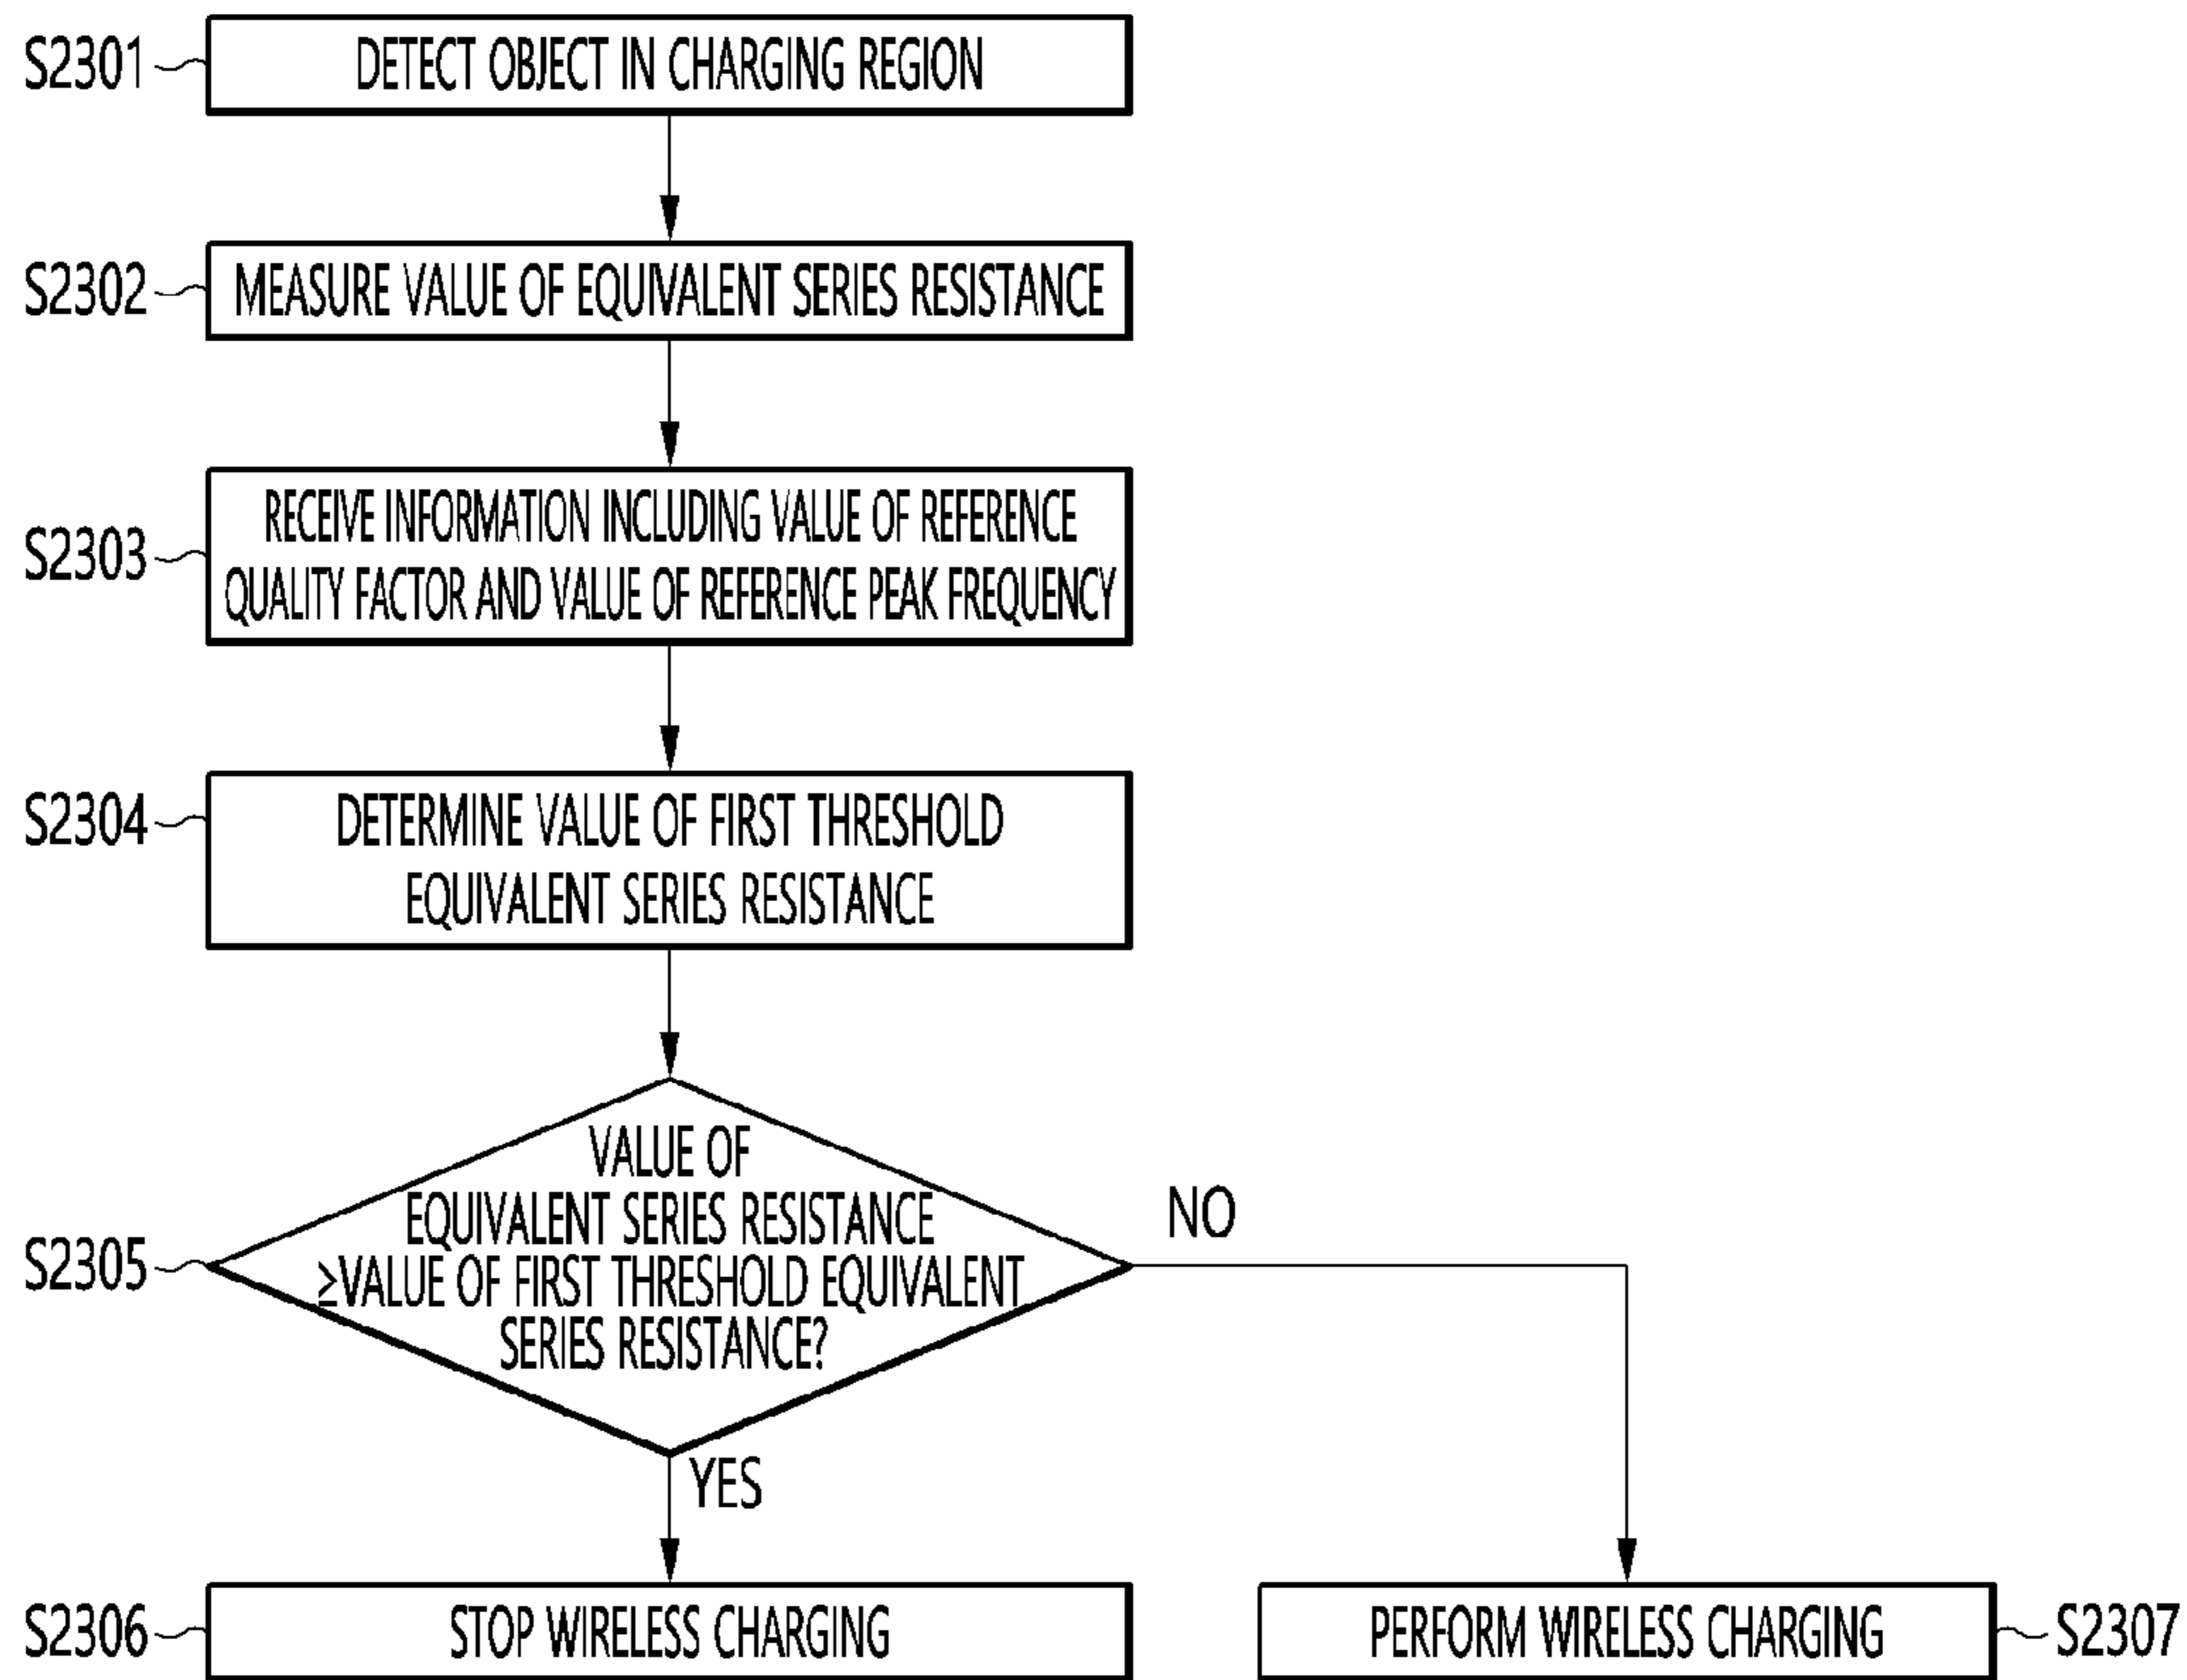 S2301
DETECT OBJECT IN CHARGING REGION
S2302
MEASURE VALUE OF EQUIVALENT SERIES RESISTANCE
S2303
RECEIVE INFORMATION INCLUDING VALUE OF REFERENCE
QUALITY FACTOR AND VALUE OF REFERENCE PEAK FREQUENCY
S2304
DETERMINE VALUE OF FIRST THRESHOLD
EQUIVALENT SERIES RESISTANCE
S2305
VALUE OF
EQUIVALENT SERIES RESISTANCE
≥VALUE OF FIRST THRESHOLD EQUIVALENT
SERIES RESISTANCE?
NO
YES
S2306
STOP WIRELESS CHARGING
PERFORM WIRELESS CHARGING
S2307